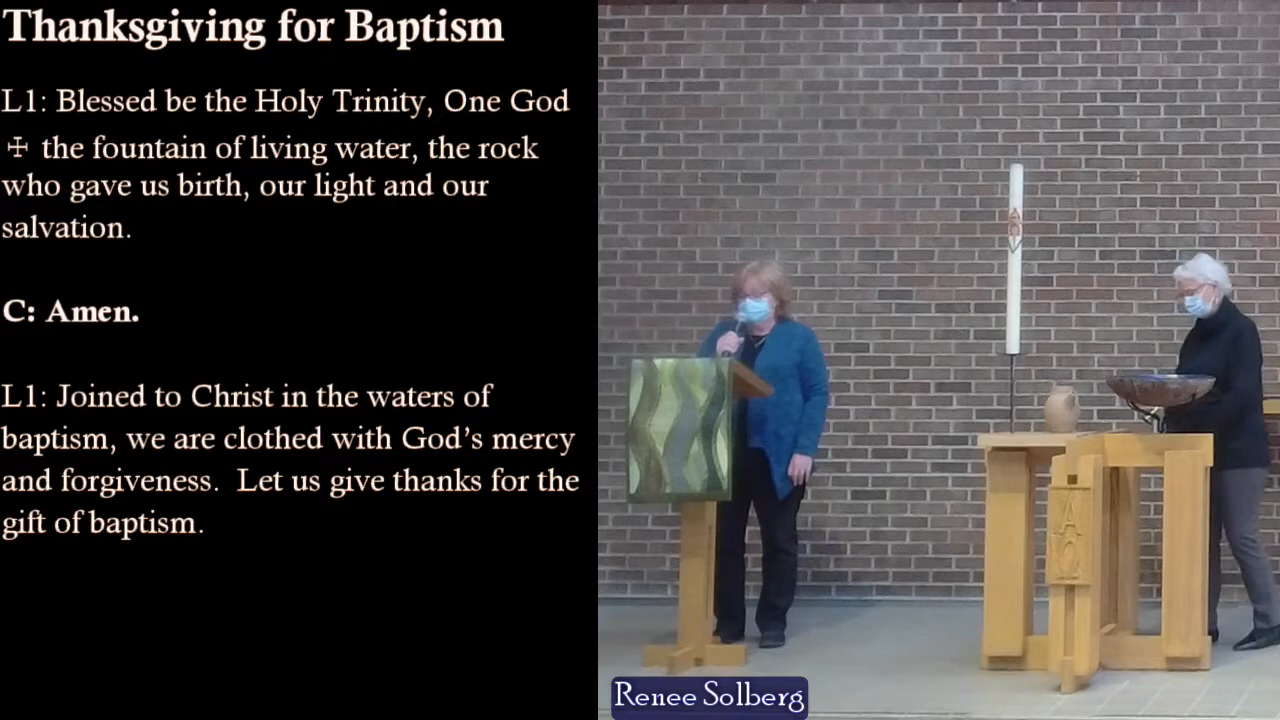 Thanksgiving for Baptism
L1: Blessed be the Holy Trinity, One God
☩ the fountain of living water, the rock
who gave us birth, our light and our
salvation.
C: Amen.
L1: Joined to Christ in the waters of
baptism, we are clothed with God's mercy
and forgiveness.  Let us give thanks for the
gift of baptism.
Renee Solberg